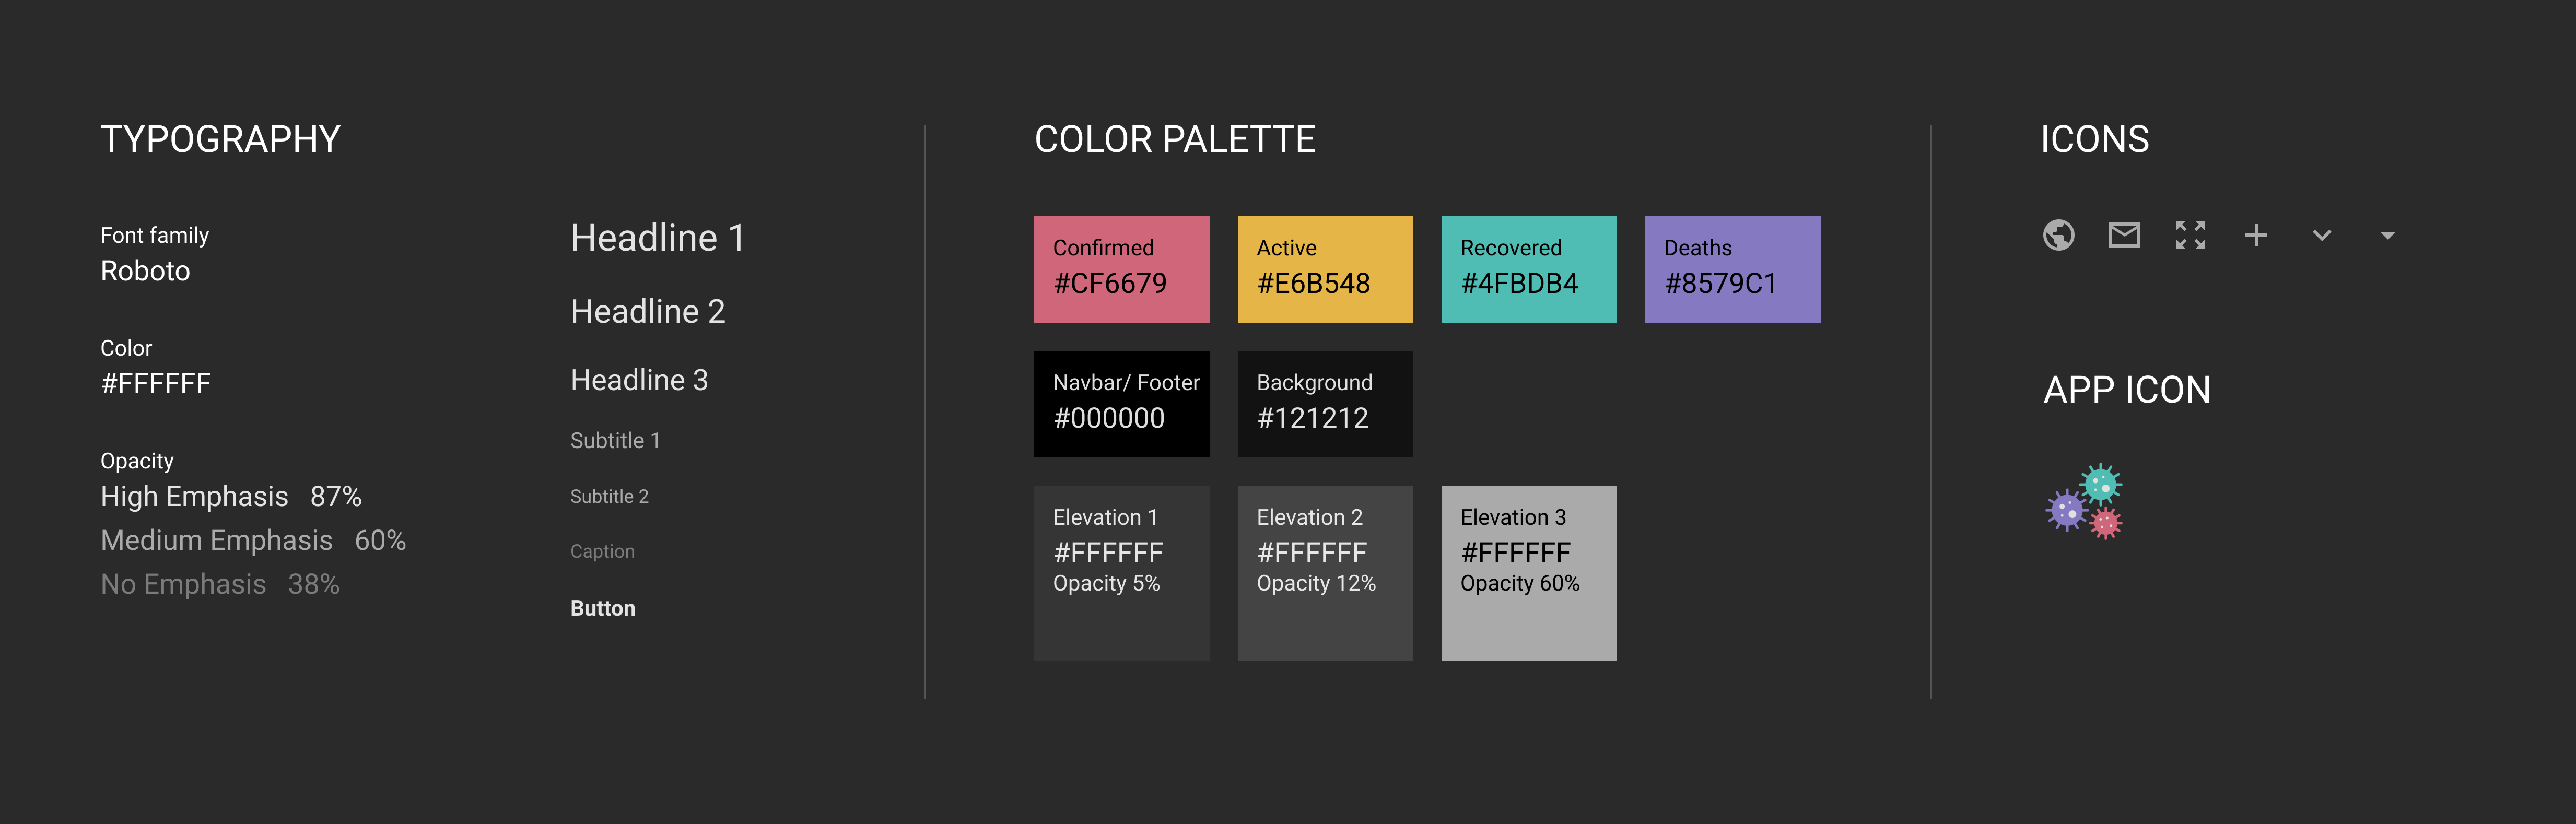 TYPOGRAPHY
Font family
Roboto
Color
#FFFFFF
Opacity
High Emphasis 87%
Medium Emphasis 60%
No Emphasis 38%
Headline 1
Headline 2
Headline 3
Subtitle 1
Subtitle 2
Caption
Button
COLOR PALETTE
Confirmed
#CF6679
Active
#E6B548
Recovered
#4FBDB4
Deaths
#8579C1
Navbar/ Footer
#000000
Background
#121212
Elevation 1
#FFFFFF
Opacity 5%
Elevation 2
#FFFFFF
Opacity 12%
Elevation 3
#FFFFFF
Opacity 60%
ICONS
APP ICON